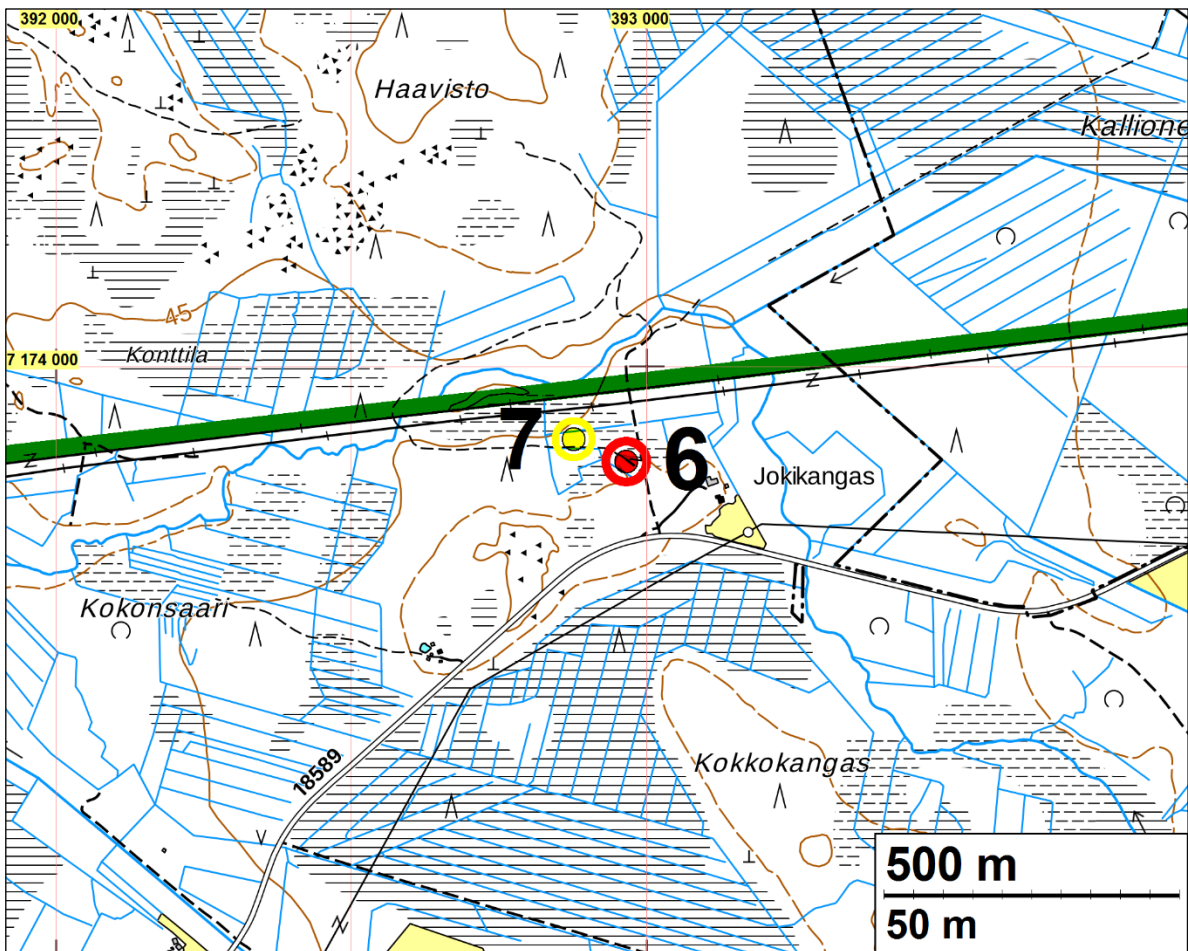 392 000
393 000
Haavisto
Kallione
45
Konttila
7 174 000
7
6
Jokikangas
Kokonsaari
18589
Kokkokangas
500 m
50 m